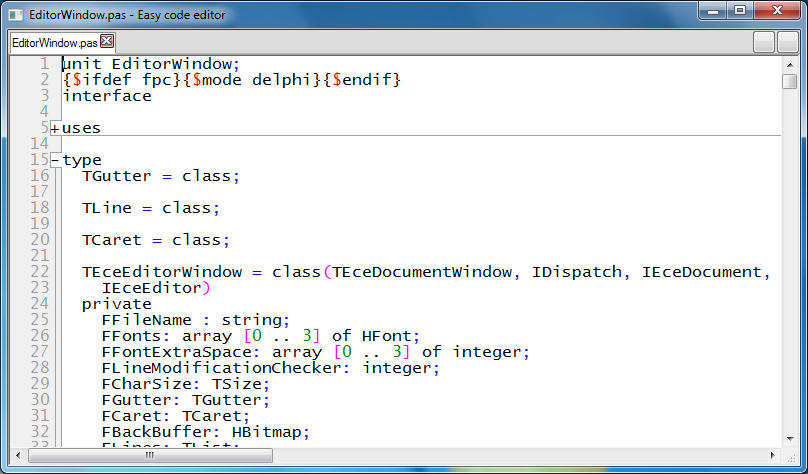 EditorWindow.pas - Easy code editor
EditorWindow.pas
1 unit EditorWindow;
2 {$ifdef fpc}{$mode delphi}{$endif}
3 interface
4
5 +uses
14
15 -type
16 TGutter = class;
17
18 TLine = class;
19
20 TCaret = class;
21
22 TEceEditorWindow = class(TEceDocumentWindow, IDispatch, IEceDocument,
23 IEceEditor)
24 private
25 FFileName : string;
26 FFonts: array [0 .. 3] of HFont;
27 FFontExtraSpace: array [0 .. 3] of integer;
28 FLineModificationChecker: integer;
29 FCharSize: TSize;
30 FGutter: TGutter;
31 FCaret: TCaret;
32 FBackBuffer: HBitmap;
33 FLines: TList;